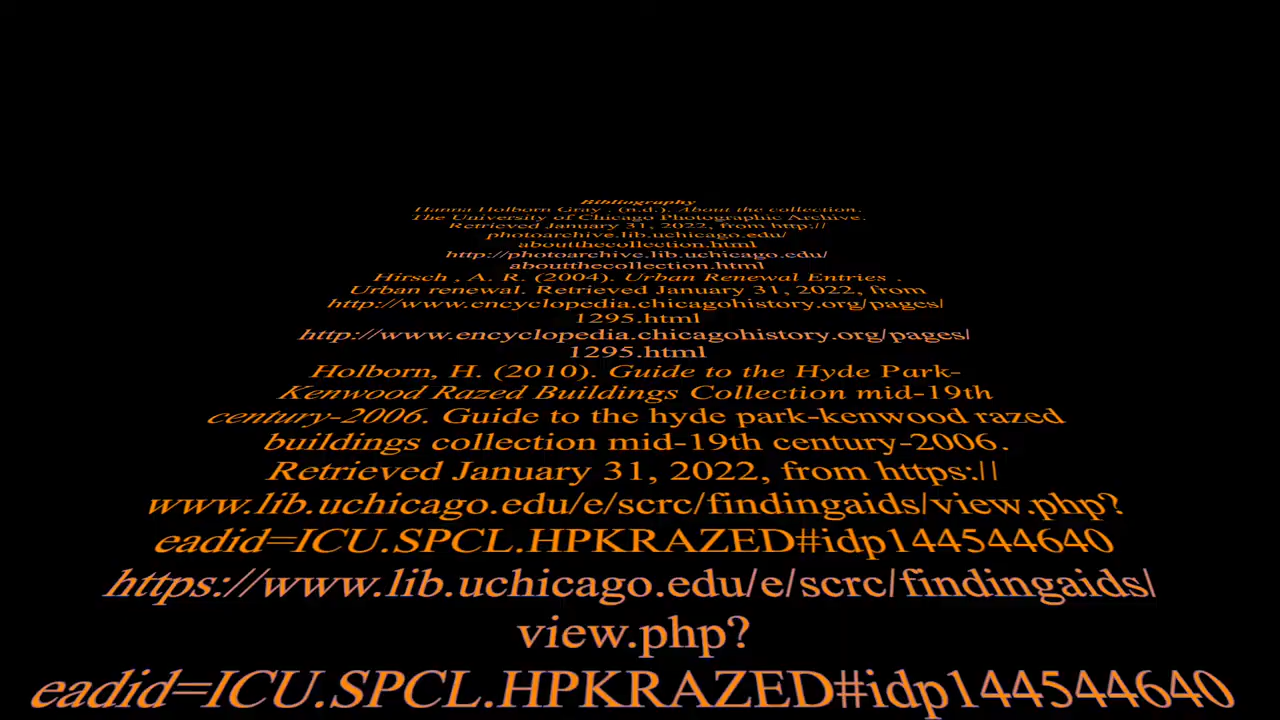 Bibliography
Hanna Holborn Gray . (n.d.). About the collection.
The University of Chicago Photographic Archive.
Retrieved January 31, 2022, from http://
photoarchive.lib.uchicago.edu/
aboutthecollection.html
http://photoarchive.lib.uchicago.edu/
aboutthecollection.html
Hirsch , A. R. (2004). Urban Renewal Entries .
Urban renewal. Retrieved January 31, 2022, from
http://www.encyclopedia.chicagohistory.org/pages/
1295.html
http://www.encyclopedia.chicagohistory.org/pages/
1295.html
Holborn, H. (2010). Guide to the Hyde Park-
Kenwood Razed Buildings Collection mid-19th
century-2006. Guide to the hyde park-kenwood razed
buildings collection mid-19th century-2006.
Retrieved January 31, 2022, from https://
www.lib.uchicago.edu/e/scrc/findingaids/view.php?
eadid=ICU.SPCL.HPKRAZED#idp144544640
https://www.lib.uchicago.edu/e/scrc/findingaids/
view.php?
eadid=ICU.SPCL.HPKRAZED#idp144544640